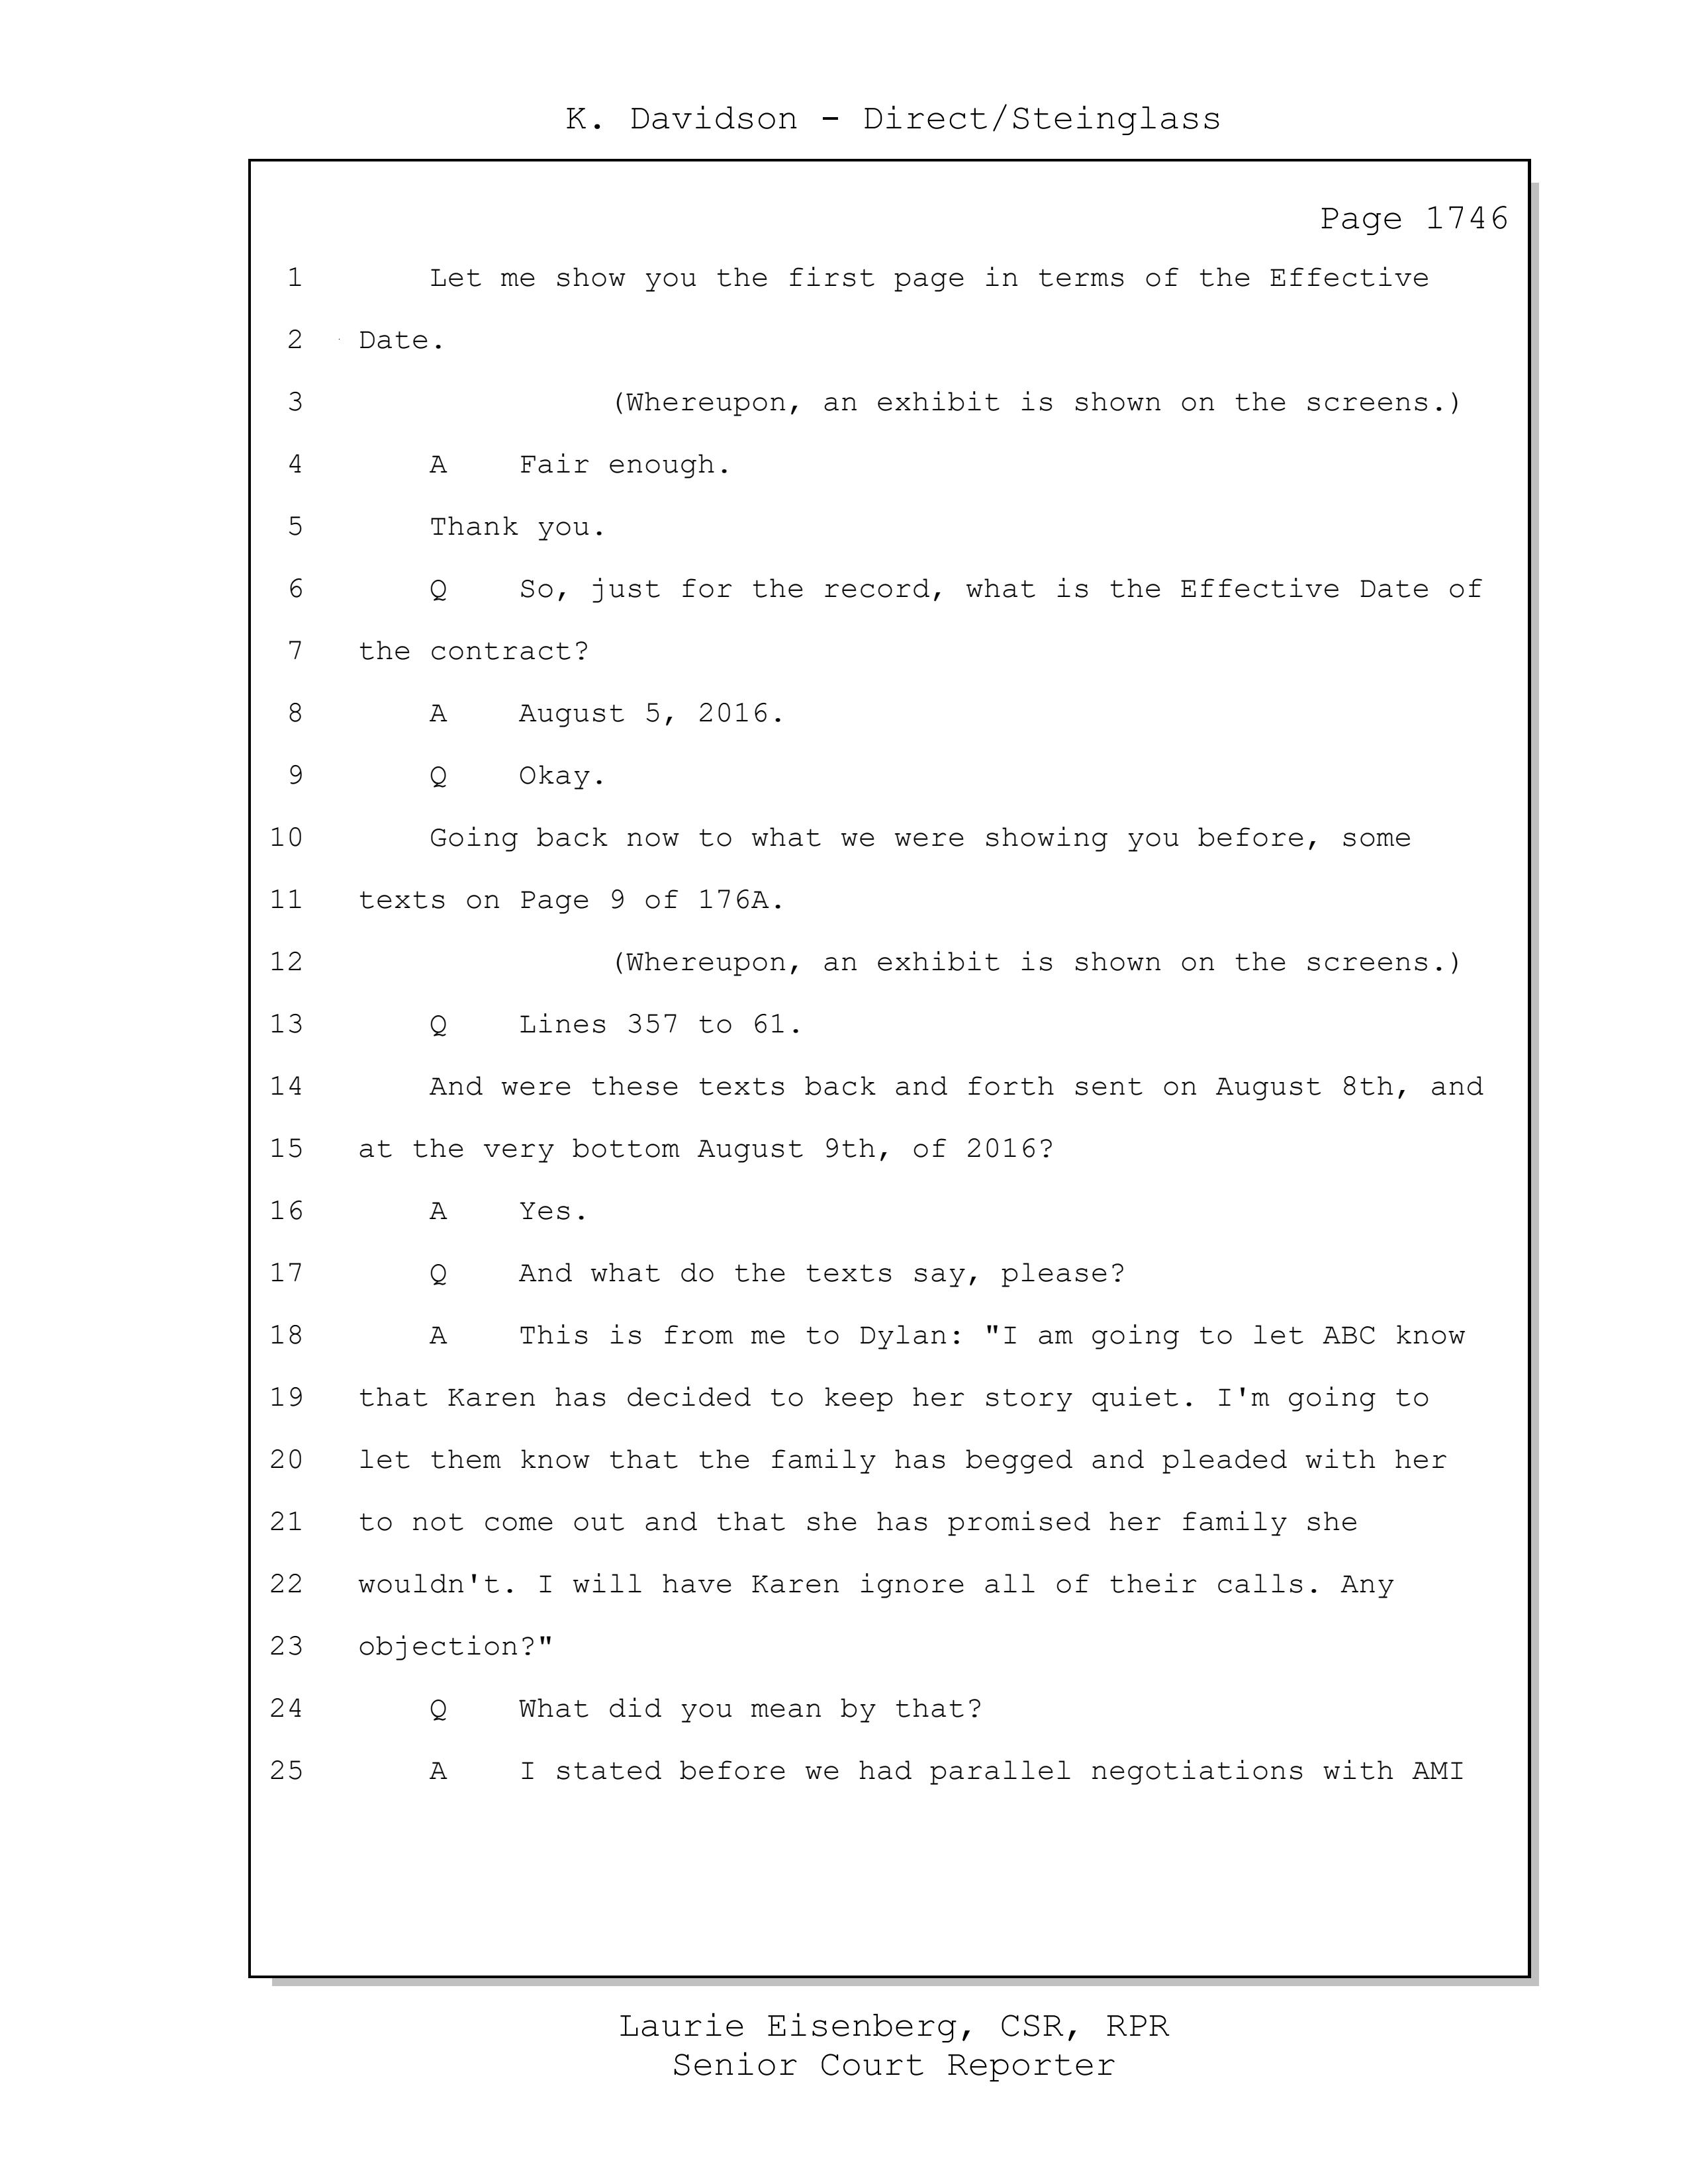 K. Davidson - Direct/Steinglass
Page 1746
1 Let me show you the first page in terms of the Effective
2 Date.
3 (Whereupon, an exhibit is shown on the screens.)
4 A Fair enough.
5 Thank you.
6 Q So, just for the record, what is the Effective Date of
7 the contract?
8 A August 5, 2016.
9 Q Okay.
10 Going back now to what we were showing you before, some
11 texts on Page 9 of 176A.
12 (Whereupon, an exhibit is shown on the screens.)
13 Q Lines 357 to 61.
14 And were these texts back and forth sent on August 8th, and
15 at the very bottom August 9th, of 2016?
16 A Yes.
17 Q And what do the texts say, please?
18 A This is from me to Dylan: "I am going to let ABC know
19 that Karen has decided to keep her story quiet. I'm going to
20 let them know that the family has begged and pleaded with her
21 to not come out and that she has promised her family she
22 wouldn't. I will have Karen ignore all of their calls. Any
23 objection?"
24 Q What did you mean by that?
25 A I stated before we had parallel negotiations with AMI
Laurie Eisenberg, CSR, RPR
Senior Court Reporter